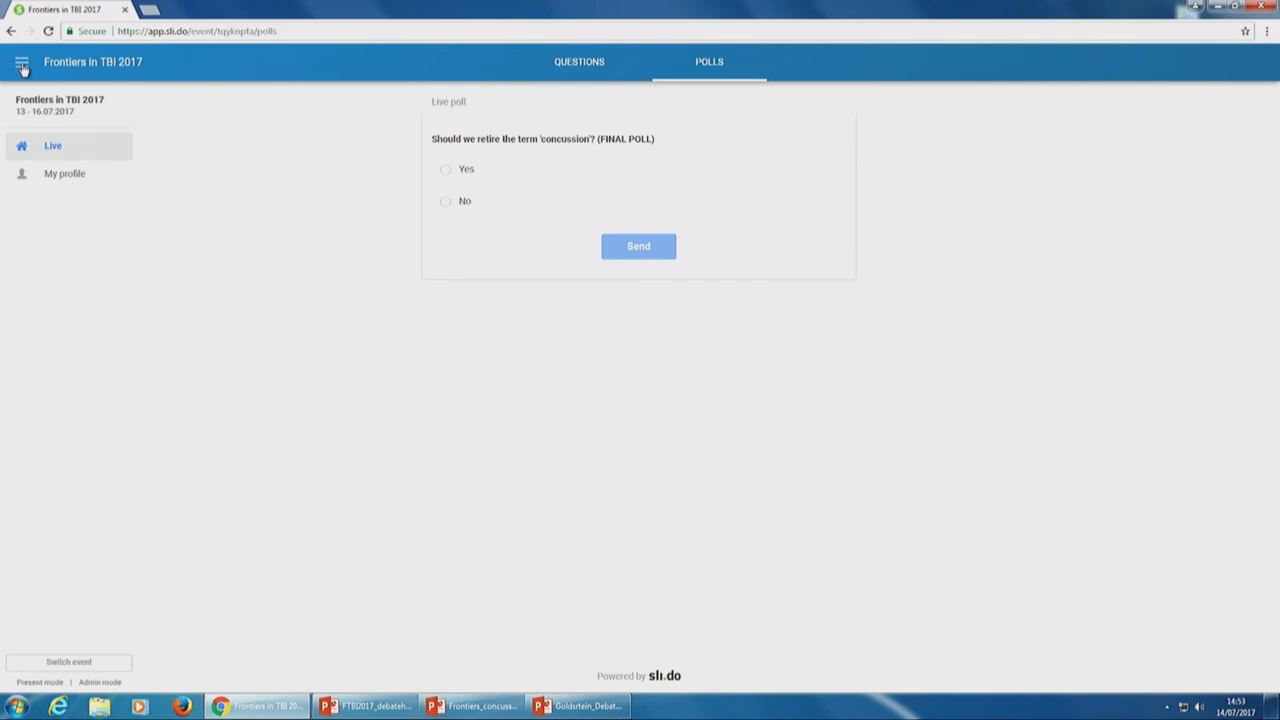 Frontiers in TBI 2017
Secure | https://app.sli.do/event/tqyknpta/polls
Frontiers in TBI 2017
QUESTIONS
POLLS
Frontiers in TBI 2017
13 - 16.07.2017
Live
My profile
Live poll
Should we retire the term 'concussion'? (FINAL POLL)
Yes
No
Send
Switch event
Present mode | Admin mode
Powered by sli.do
Frontiers in TBI 20...
FTBI2017_debateh...
Frontiers_concuss...
Goldsrtein_Debat...
14:53
14/07/2017